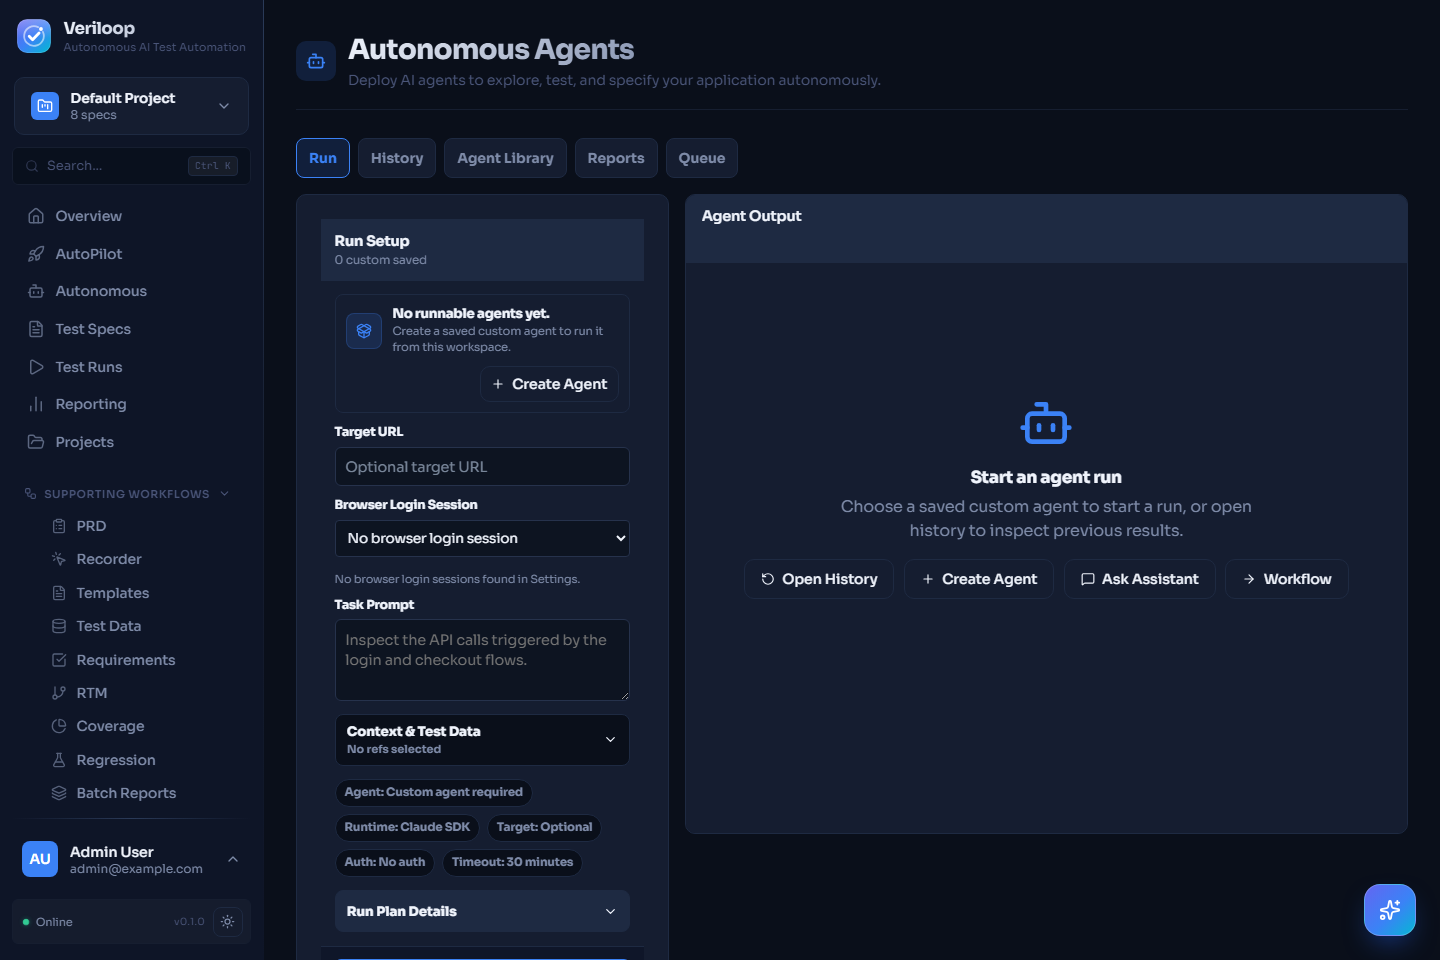 Veriloop
Autonomous AI Test Automation
Default Project
8 specs
Search...
Ctrl K
Overview
AutoPilot
Autonomous
Test Specs
Test Runs
Reporting
Projects
SUPPORTING WORKFLOWS
PRD
Recorder
Templates
Test Data
Requirements
RTM
Coverage
Regression
Batch Reports
AU
Admin User
admin@example.com
Online
v0.1.0
Autonomous Agents
Deploy AI agents to explore, test, and specify your application autonomously.
Run
History
Agent Library
Reports
Queue
Run Setup
0 custom saved
No runnable agents yet.
Create a saved custom agent to run it
from this workspace.
Create Agent
Target URL
Optional target URL
Browser Login Session
No browser login session
No browser login sessions found in Settings.
Task Prompt
Inspect the API calls triggered by the
login and checkout flows.
Context & Test Data
No refs selected
Agent: Custom agent required
Runtime: Claude SDK
Target: Optional
Auth: No auth
Timeout: 30 minutes
Run Plan Details
Agent Output
Start an agent run
Choose a saved custom agent to start a run, or open
history to inspect previous results.
Open History
Create Agent
Ask Assistant
Workflow